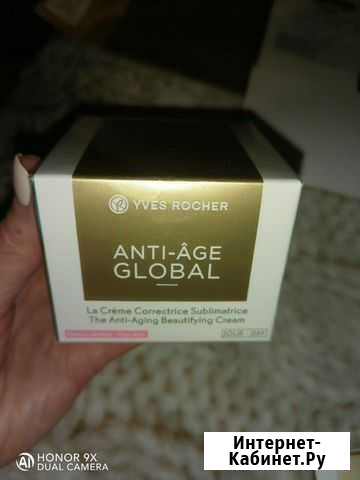 YVES ROCHER
ANTI-ÂGE
GLOBAL
La Crème Correctrice Sublimatrice
The Anti-Aging Beautifying Cream
JOUR - DAY
AI HONOR 9X
DUAL CAMERA
Интернет-
Кабинет.Ру